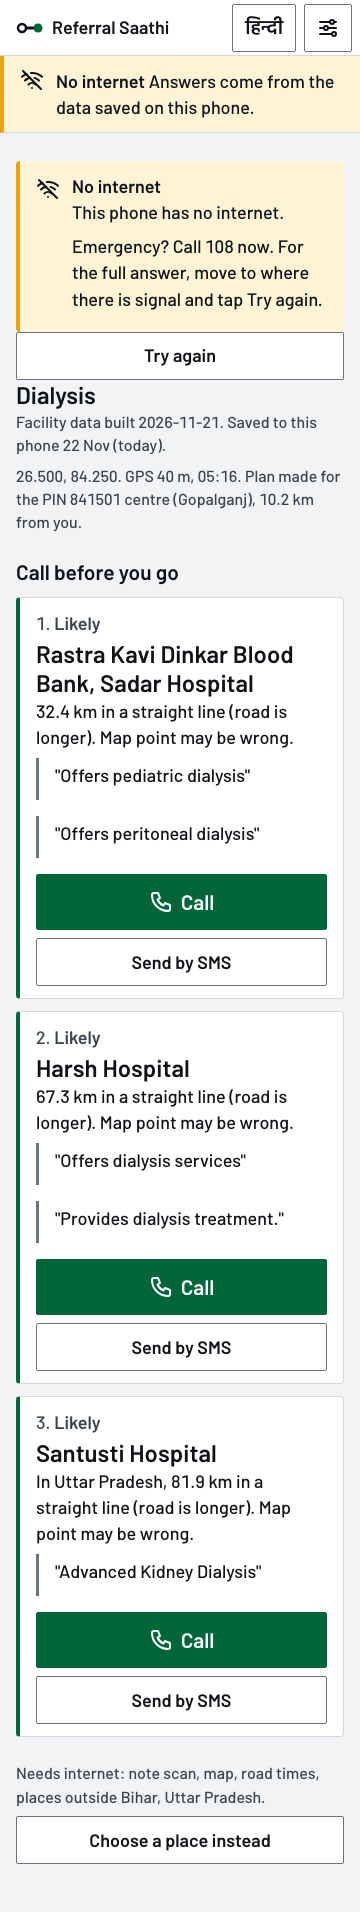 Referral Saathi
हिन्दी
No internet Answers come from the
data saved on this phone.
No internet
This phone has no internet.
Emergency? Call 108 now. For
the full answer, move to where
there is signal and tap Try again.
Try again
Dialysis
Facility data built 2026-11-21. Saved to this
phone 22 Nov (today).
26.500, 84.250. GPS 40 m, 05:16. Plan made for
the PIN 841501 centre (Gopalganj), 10.2 km
from you.
Call before you go
1. Likely
Rastra Kavi Dinkar Blood
Bank, Sadar Hospital
32.4 km in a straight line (road is
longer). Map point may be wrong.
"Offers pediatric dialysis"
"Offers peritoneal dialysis"
Call
Send by SMS
2. Likely
Harsh Hospital
67.3 km in a straight line (road is
longer). Map point may be wrong.
"Offers dialysis services"
"Provides dialysis treatment."
Call
Send by SMS
3. Likely
Santusti Hospital
In Uttar Pradesh, 81.9 km in a
straight line (road is longer). Map
point may be wrong.
"Advanced Kidney Dialysis"
Call
Send by SMS
Needs internet: note scan, map, road times,
places outside Bihar, Uttar Pradesh.
Choose a place instead